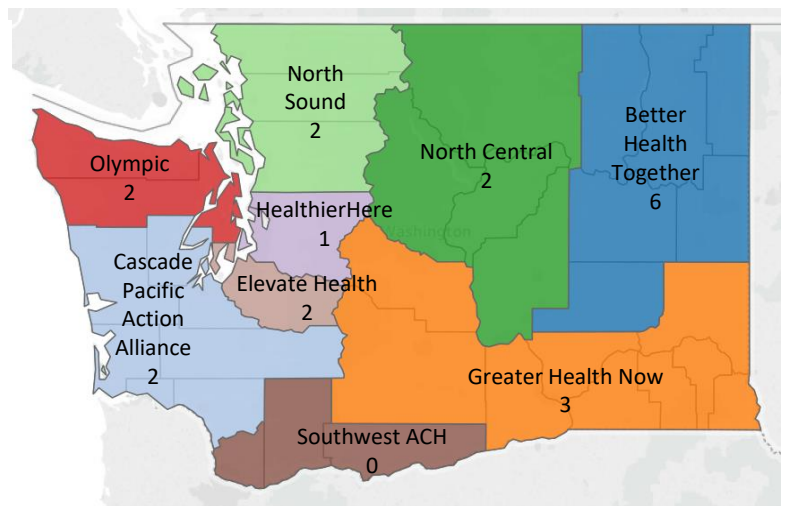 North
Sound
2
North Central
2
Better
Health
Together
6
Olympic
2
HealthierHere
1
Washington
Cascade
Pacific
Action
Alliance
2
Elevate Health
2
Greater Health Now
3
Southwest ACH
0